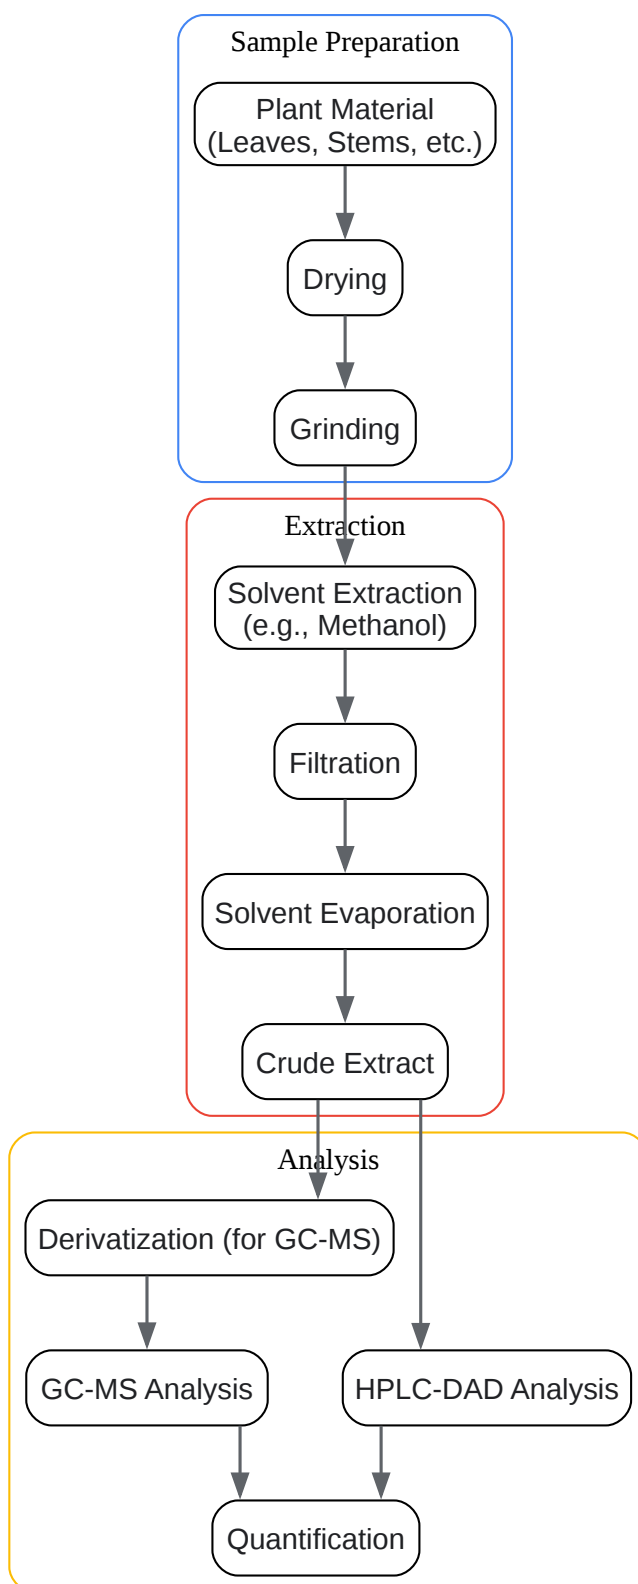 Sample Preparation
Plant Material
(Leaves, Stems, etc.)
Drying
Grinding
Extraction
Solvent Extraction
(e.g., Methanol)
Filtration
Solvent Evaporation
Crude Extract
Analysis
Derivatization (for GC-MS)
GC-MS Analysis
HPLC-DAD Analysis
Quantification